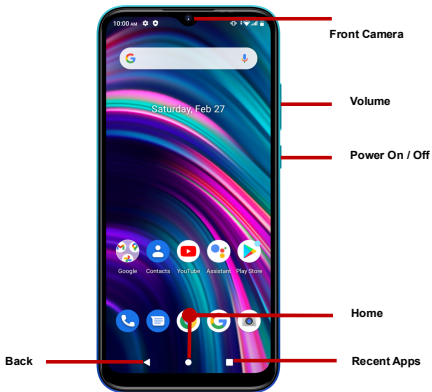 10:00 AM
Front Camera
Saturday, Feb 27
Volume
Power On / Off
Google Contacts YouTube Assistant Play Store
Home
Back
Recent Apps